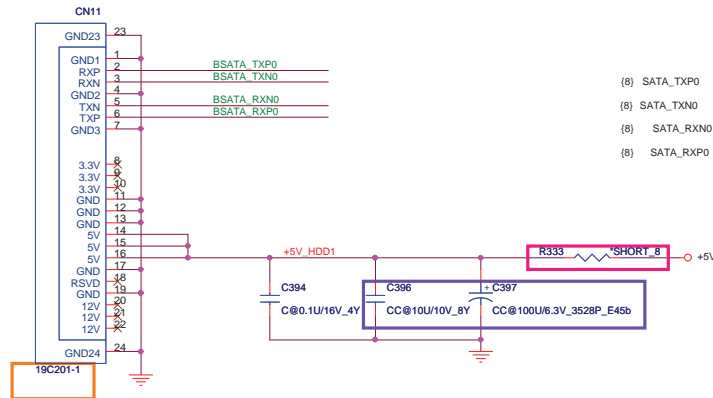 CN11
GND23 23
GND1 1
RXP 2 BSATA_TXP0
RXN 3 BSATA_TXN0
GND2 4
TXN 5 BSATA_RXN0
TXP 6 BSATA_RXP0
GND3 7
3.3V 8
3.3V 9
3.3V 10
GND 11
GND 12
GND 13
5V 14
5V 15
5V 16
GND 17
RSVD 18
GND 19
12V 20
12V 21
12V 22
GND24 24
19C201-1
{8} SATA_TXP0
{8} SATA_TXN0
{8} SATA_RXN0
{8} SATA_RXP0
+5V_HDD1
R333 *SHORT_8
+5V
C394
C@0.1U/16V_4Y
C396
CC@10U/10V_8Y
+ C397
CC@100U/6.3V_3528P_E45b